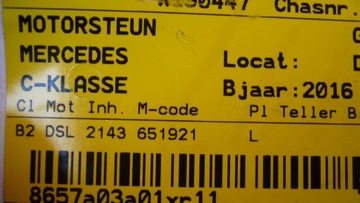 Chasnr.
MOTORSTEUN
MERCEDES Locat:
C-KLASSE Bjaar:2016
Cl Mot Inh. M-code Pl Teller B
B2 DSL 2143 651921 L
8657a03a01xr11